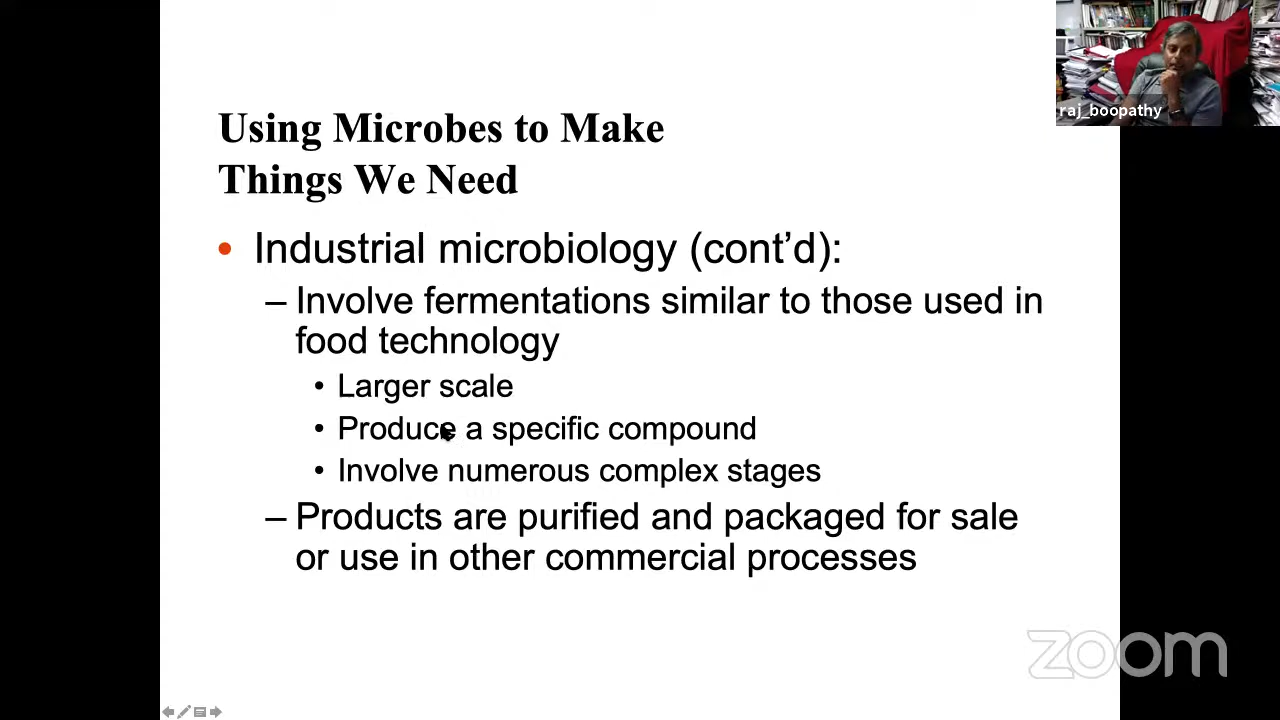 Using Microbes to Make
Things We Need
• Industrial microbiology (cont’d):
– Involve fermentations similar to those used in
food technology
• Larger scale
• Produce a specific compound
• Involve numerous complex stages
– Products are purified and packaged for sale
or use in other commercial processes
raj_boopathy
zoom